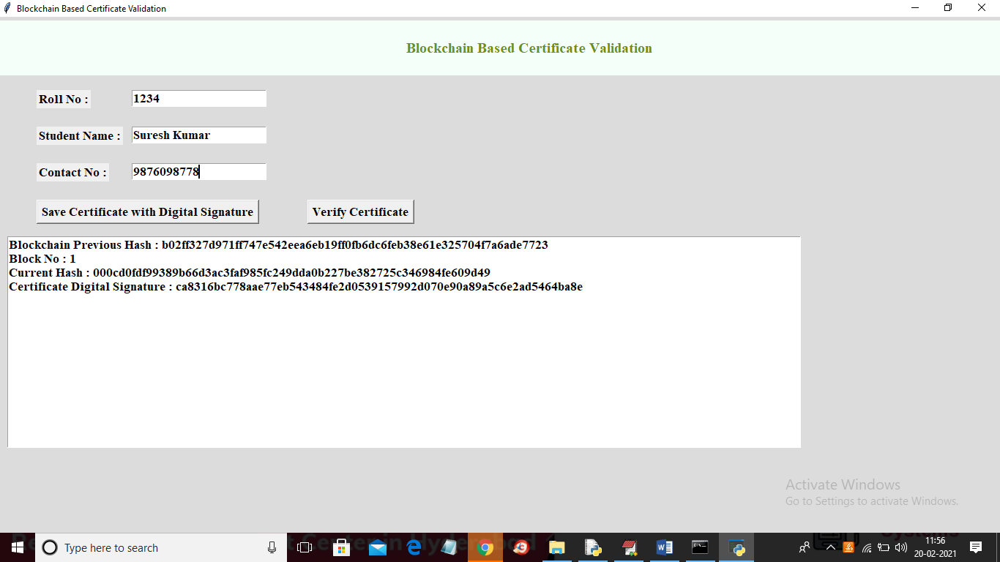 Blockchain Based Certificate Validation
Blockchain Based Certificate Validation
Roll No :
1234
Student Name :
Suresh Kumar
Contact No :
9876098778
Save Certificate with Digital Signature
Verify Certificate
Blockchain Previous Hash : b02ff327d971ff747e542eea6eb19ff0fb6dc6feb38e61e325704f7a6ade7723
Block No : 1
Current Hash : 000cd0fdf99389b66d3ac3faf985fc249dda0b227be382725c346984fe609d49
Certificate Digital Signature : ca8316bc778aae77eb543484fe2d0539157992d070e90a89a5c6e2ad5464ba8e
Activate Windows
Go to Settings to activate Windows.
Type here to search
11:56
20-02-2021